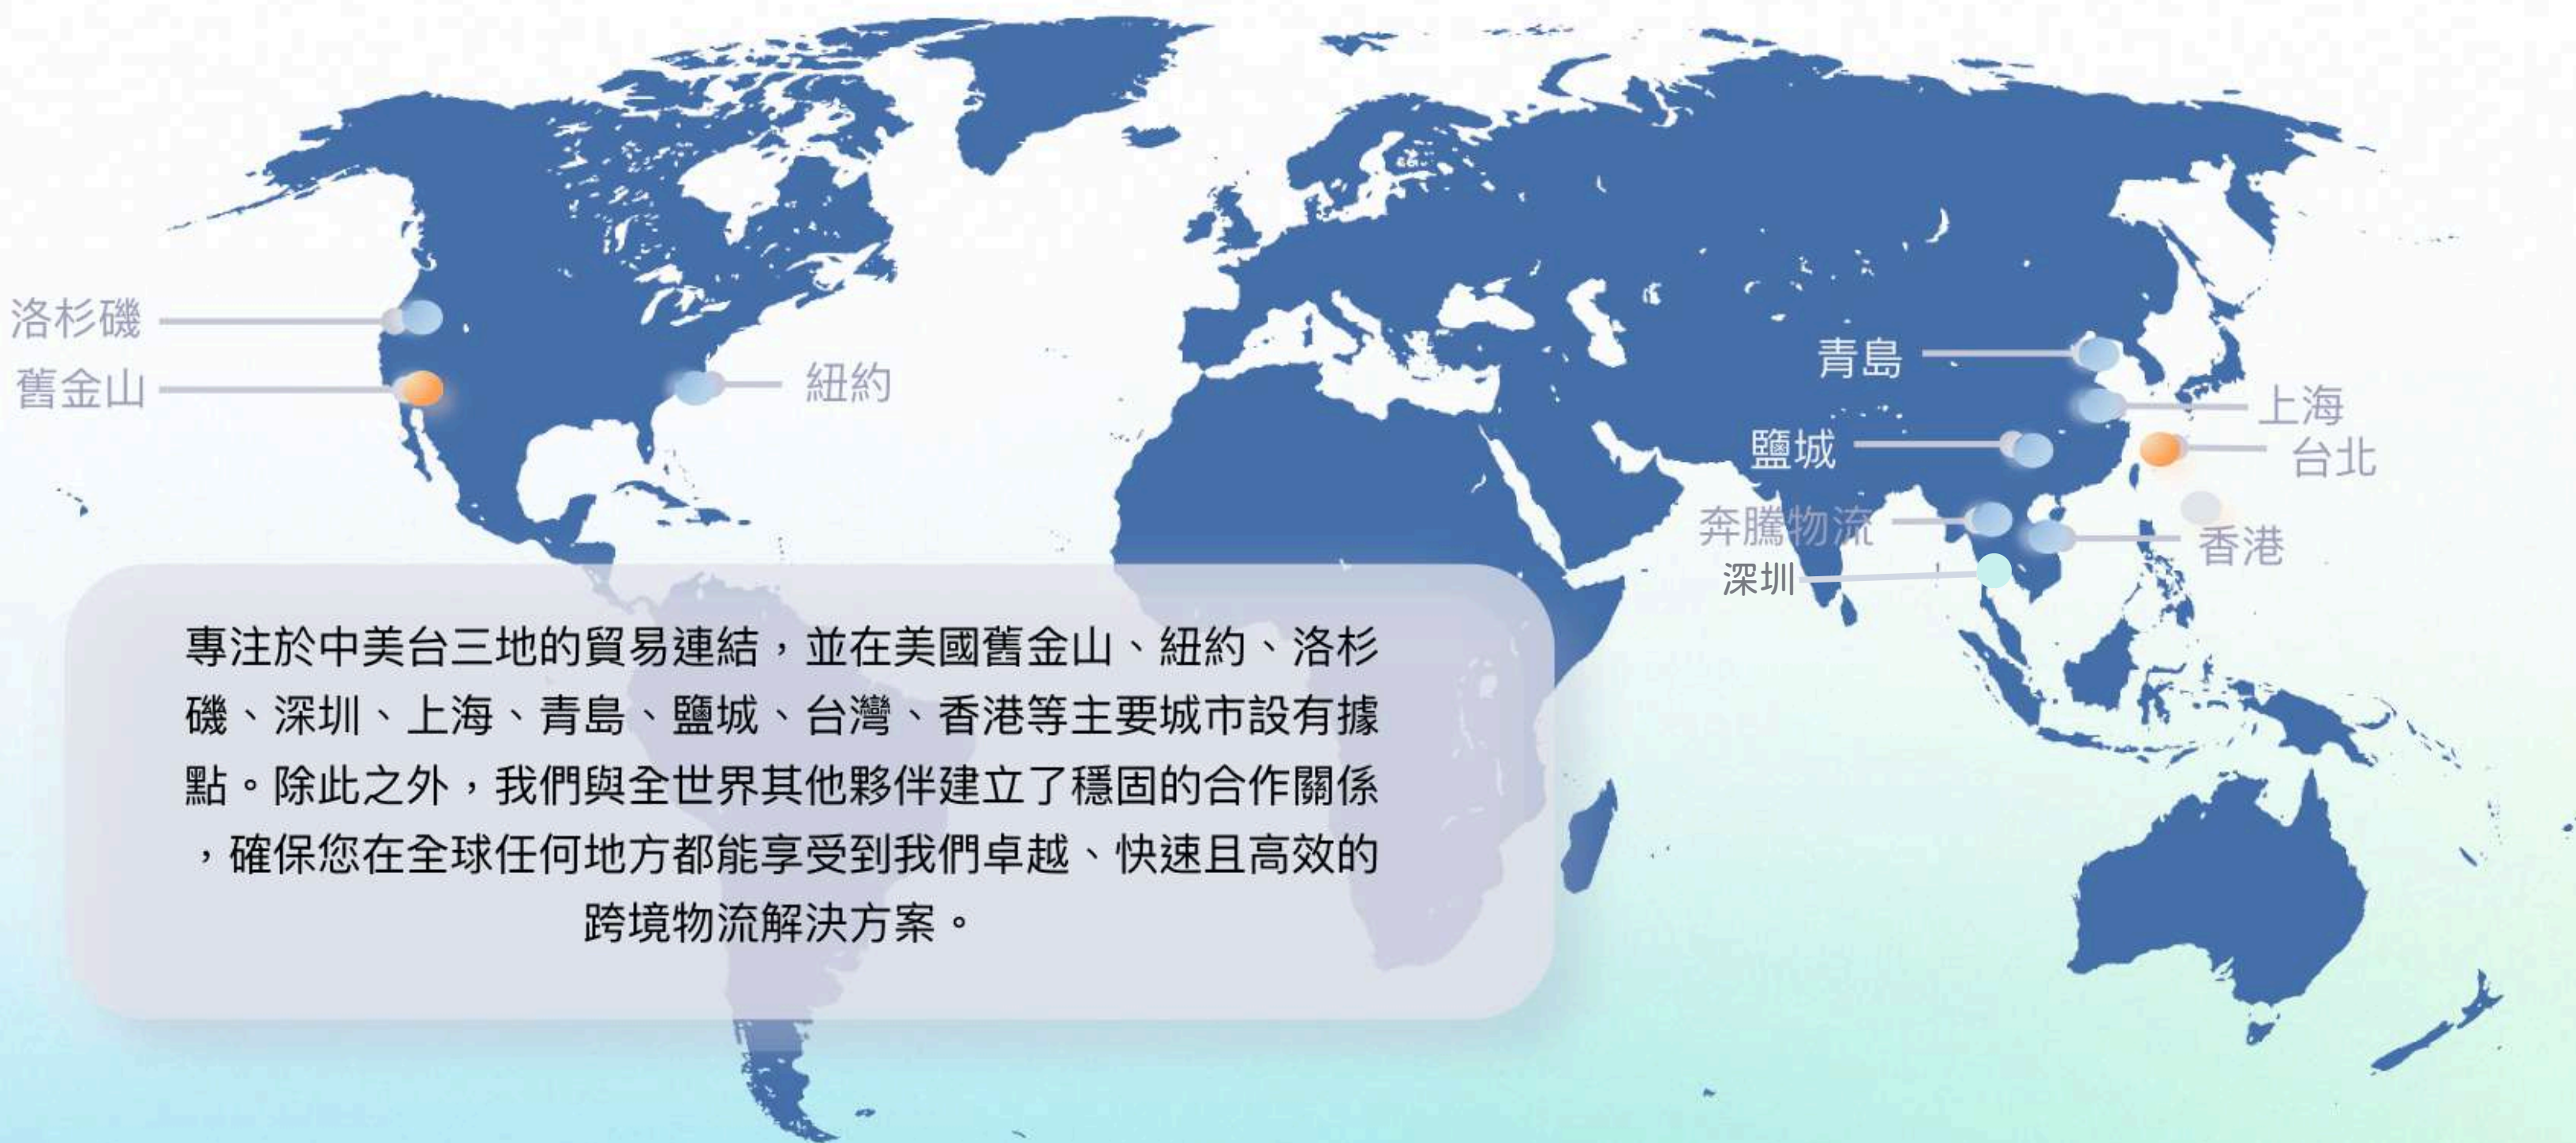 洛杉磯
舊金山
紐約
青島
上海
鹽城
台北
奔騰物流
香港
深圳
專注於中美台三地的貿易連結，並在美國舊金山、紐約、洛杉
磯、深圳、上海、青島、鹽城、台灣、香港等主要城市設有據
點。除此之外，我們與全世界其他夥伴建立了穩固的合作關係
，確保您在全球任何地方都能享受到我們卓越、快速且高效的
跨境物流解決方案。